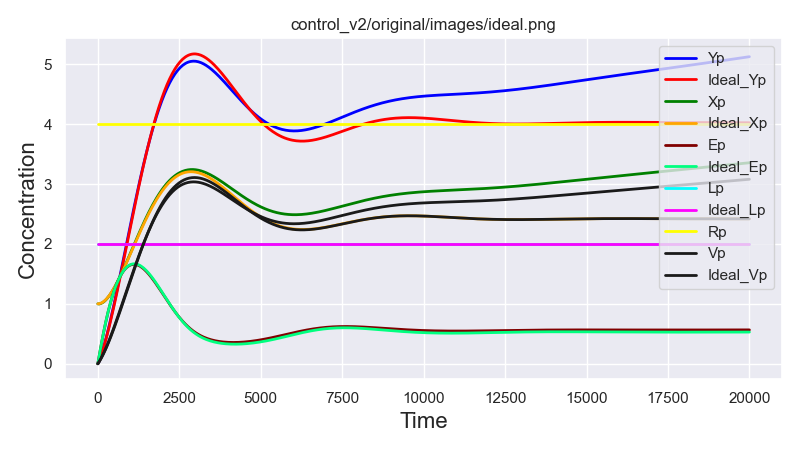 control_v2/original/images/ideal.png
5
4
3
2
1
0
Concentration
Yp
Ideal_Yp
Xp
Ideal_Xp
Ep
Ideal_Ep
Lp
Ideal_Lp
Rp
Vp
Ideal_Vp
0 2500 5000 7500 10000 12500 15000 17500 20000
Time